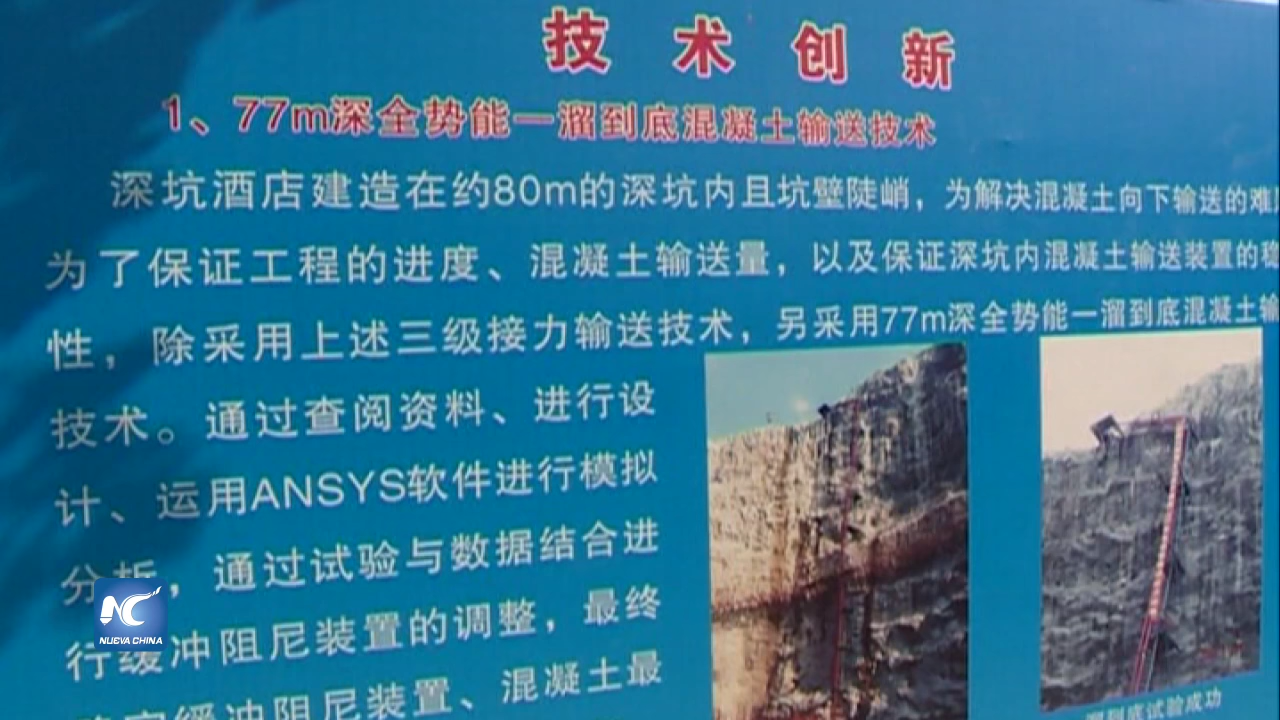 技术创新
1、77m深全势能一溜到底混凝土输送技术
深坑酒店建造在约80m的深坑内且坑壁陡峭，为解决混凝土向下输送的难
为了保证工程的进度、混凝土输送量，以及保证深坑内混凝土输送装置的稳
性，除采用上述三级接力输送技术，另采用77m深全势能一溜到底混凝土输
技术。通过查阅资料、进行设
计、运用ANSYS软件进行模拟
分析，通过试验与数据结合进
行缓冲阻尼装置的调整，最终
缓冲阻尼装置、混凝土最
到底试验成功
NC
NUEVA CHINA